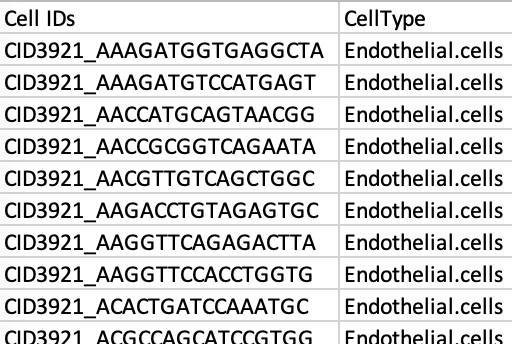 Cell IDs CellType
CID3921_AAAGATGGTGAGGCTA Endothelial.cells
CID3921_AAAGATGTCCATGAGT Endothelial.cells
CID3921_AACCATGCAGTAACGG Endothelial.cells
CID3921_AACCGCGGTCAGAATA Endothelial.cells
CID3921_AACGTTGTCAGCTGGC Endothelial.cells
CID3921_AAGACCTGTAGAGTGC Endothelial.cells
CID3921_AAGGTTCAGAGACTTA Endothelial.cells
CID3921_AAGGTTCCACCTGGTG Endothelial.cells
CID3921_ACACTGATCCAAATGC Endothelial.cells
CID3921_ACGCCAGCATCCGTGG Endothelial.cells